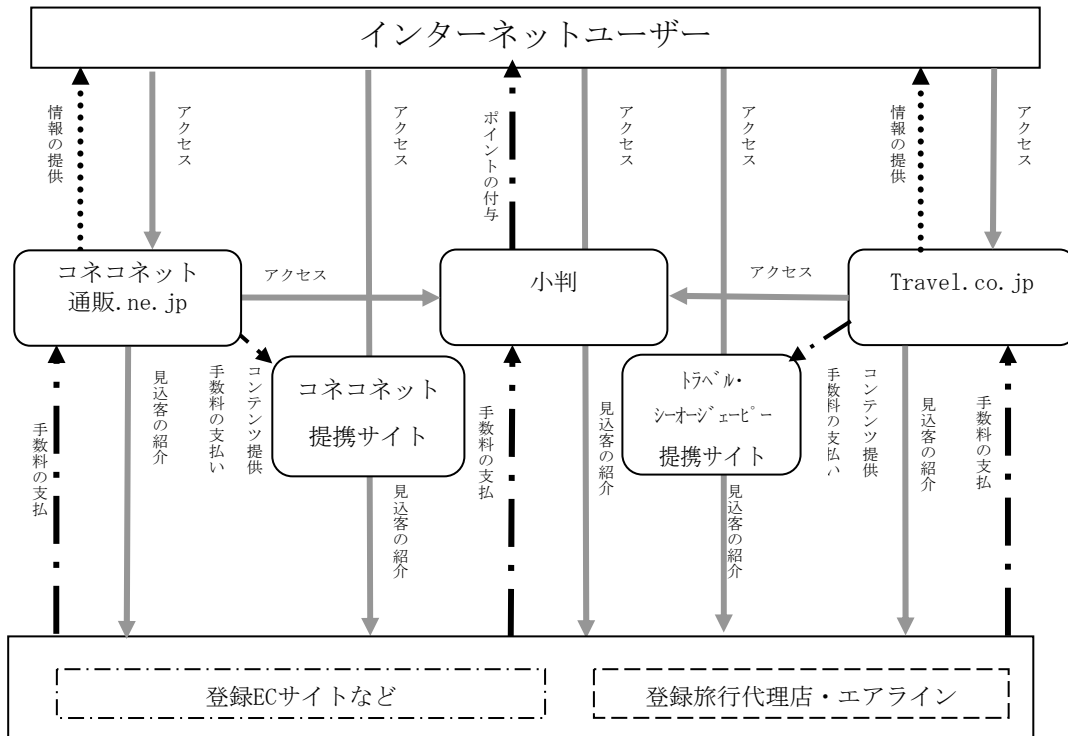 インターネットユーザー
情報の提供
アクセス
アクセス
ポイントの付与
アクセス
アクセス
情報の提供
アクセス
コネコネット
通販.ne.jp
アクセス
小判
アクセス
Travel.co.jp
手数料の支払
見込客の紹介
手数料の支払い
コンテンツ提供
コネコネット
提携サイト
見込客の紹介
手数料の支払
見込客の紹介
ﾄﾗﾍﾞﾙ・
ｼｰｵｰｼﾞｪｰﾋﾟｰ
提携サイト
見込客の紹介
手数料の支払い
コンテンツ提供
見込客の紹介
手数料の支払
登録ECサイトなど
登録旅行代理店・エアライン